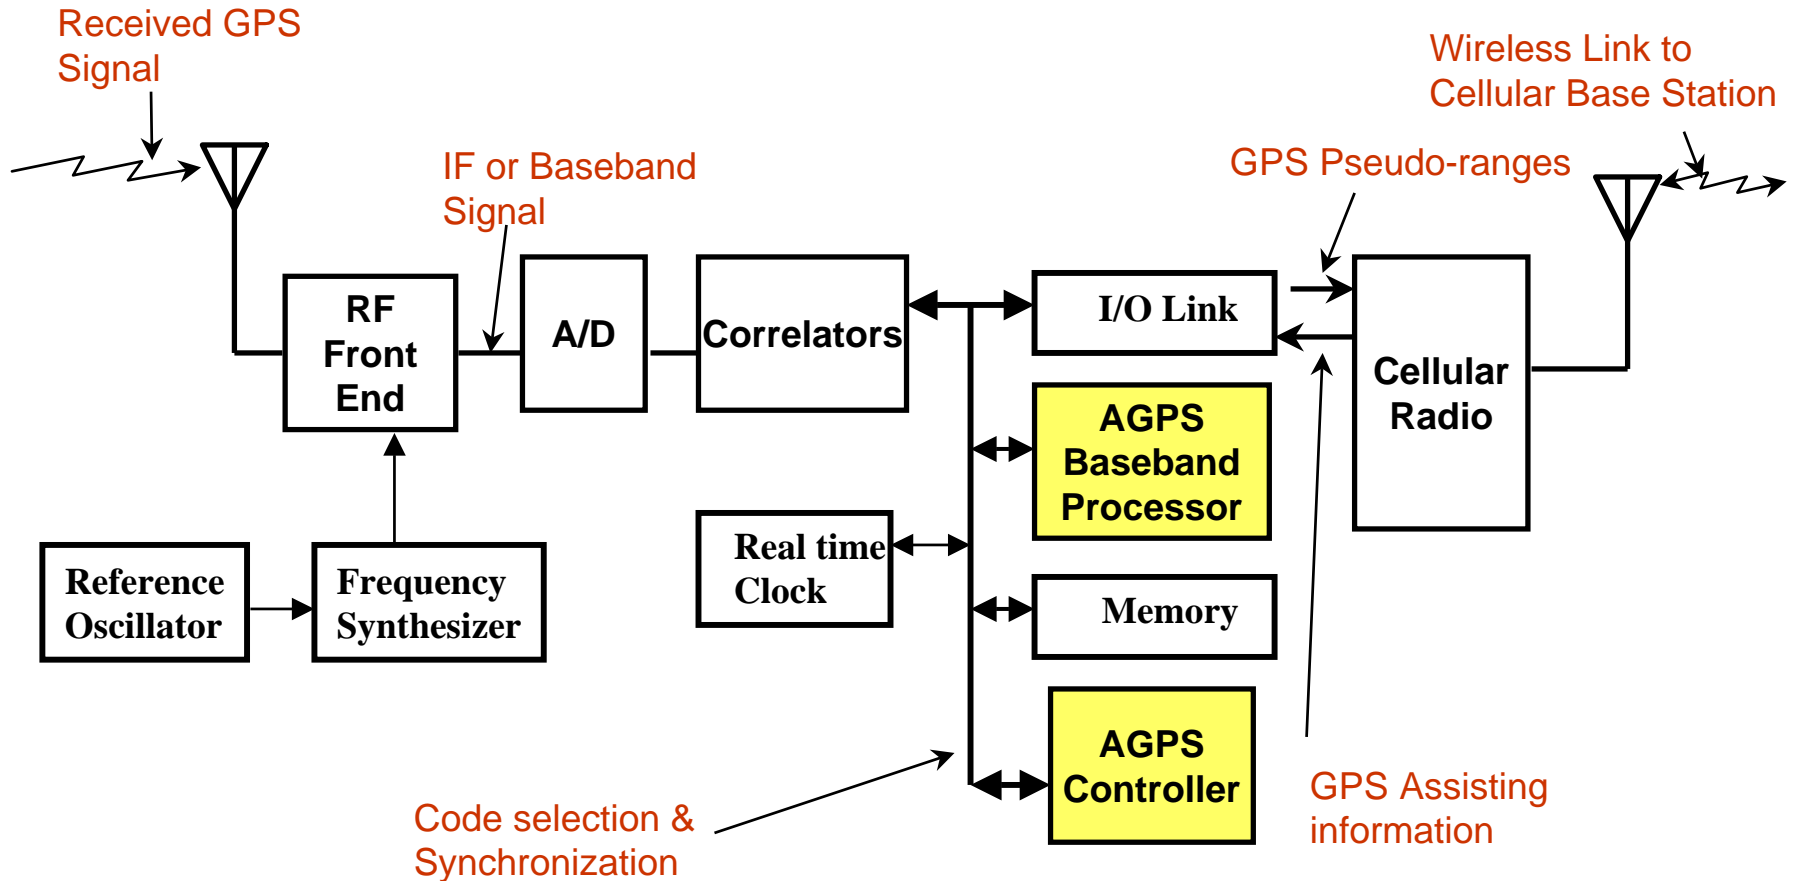 Received GPS
Signal
Wireless Link to
Cellular Base Station
IF or Baseband
Signal
GPS Pseudo-ranges
RF
Front
End
A/D
Correlators
I/O Link
Cellular
Radio
AGPS
Baseband
Processor
Real time
Clock
Reference
Oscillator
Frequency
Synthesizer
Memory
AGPS
Controller
Code selection &
Synchronization
GPS Assisting
information